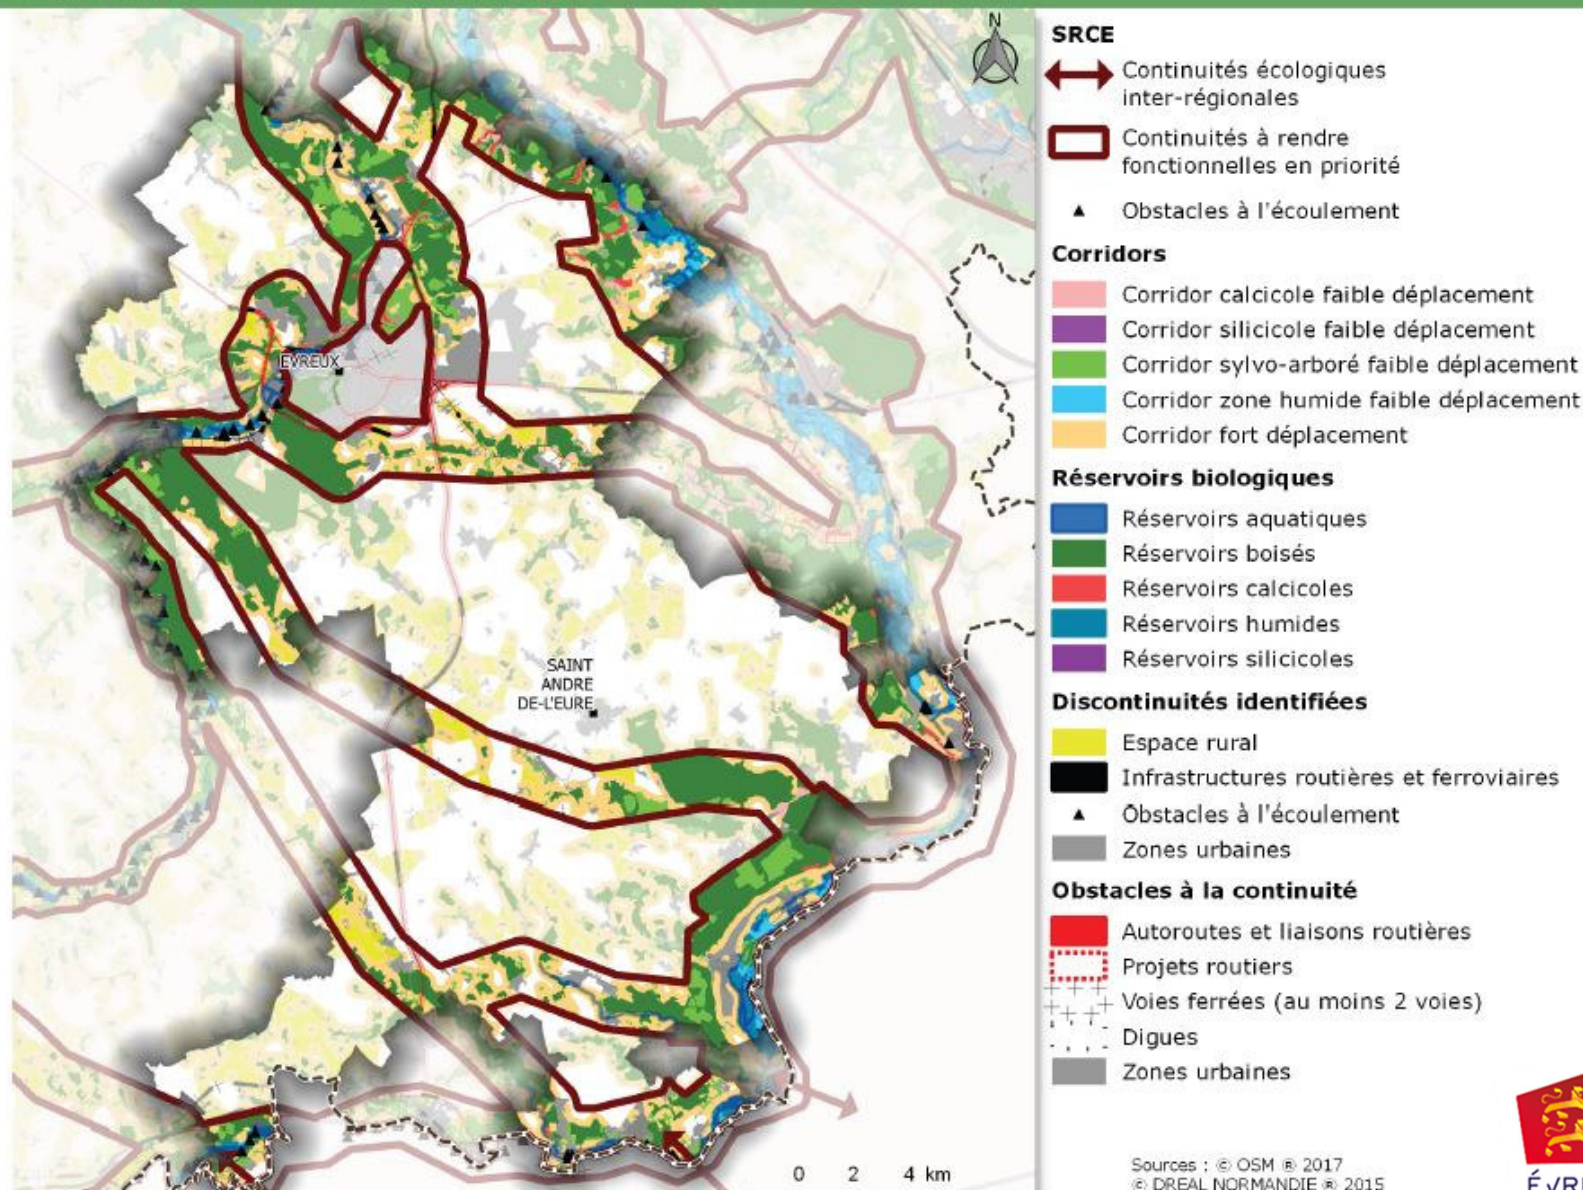 N
EVREUX
SAINT
ANDRE
DE-L'EURE
0 2 4 km
SRCE
Continuités écologiques
inter-régionales
Continuités à rendre
fonctionnelles en priorité
Obstacles à l'écoulement
Corridors
Corridor calcicole faible déplacement
Corridor silicicole faible déplacement
Corridor sylvo-arboré faible déplacement
Corridor zone humide faible déplacement
Corridor fort déplacement
Réservoirs biologiques
Réservoirs aquatiques
Réservoirs boisés
Réservoirs calcicoles
Réservoirs humides
Réservoirs silicicoles
Discontinuités identifiées
Espace rural
Infrastructures routières et ferroviaires
Obstacles à l'écoulement
Zones urbaines
Obstacles à la continuité
Autoroutes et liaisons routières
Projets routiers
Voies ferrées (au moins 2 voies)
Digues
Zones urbaines
Sources : © OSM ® 2017
© DREAL NORMANDIE ® 2015